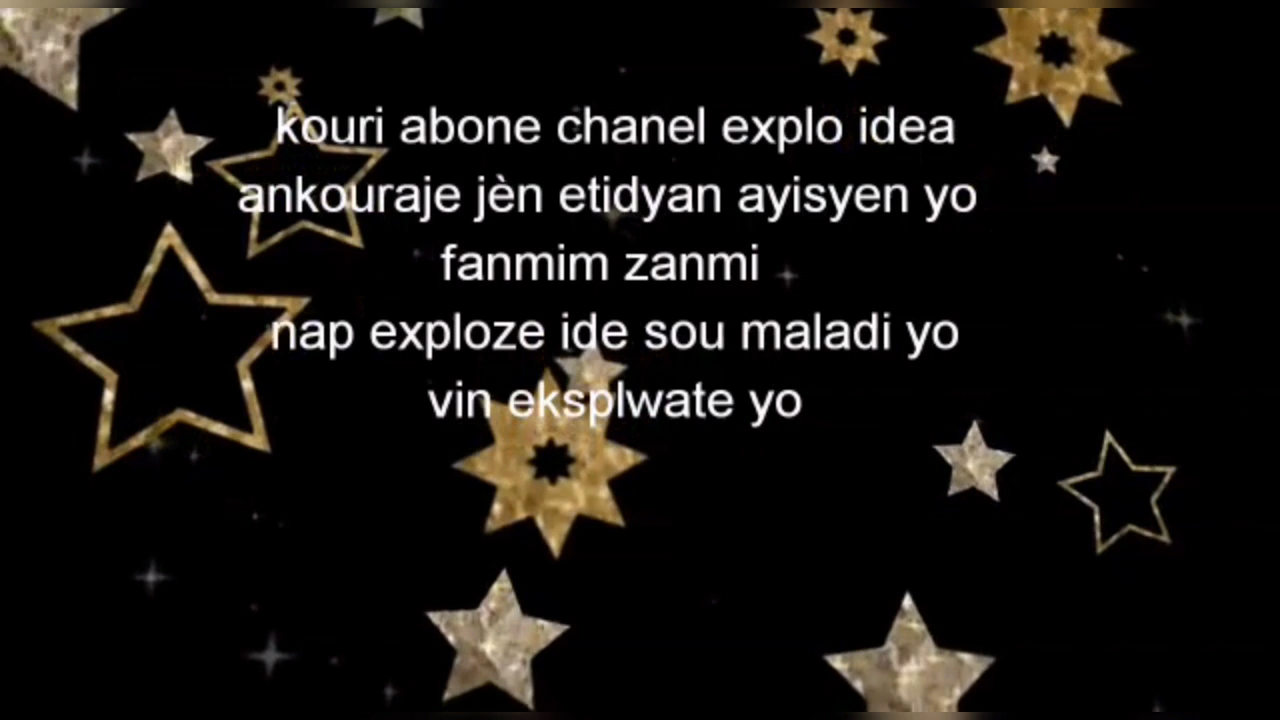 kouri abone chanel explo idea
ankouraje jèn etidyan ayisyen yo
fanmim zanmi
nap exploze ide sou maladi yo
vin eksplwate yo